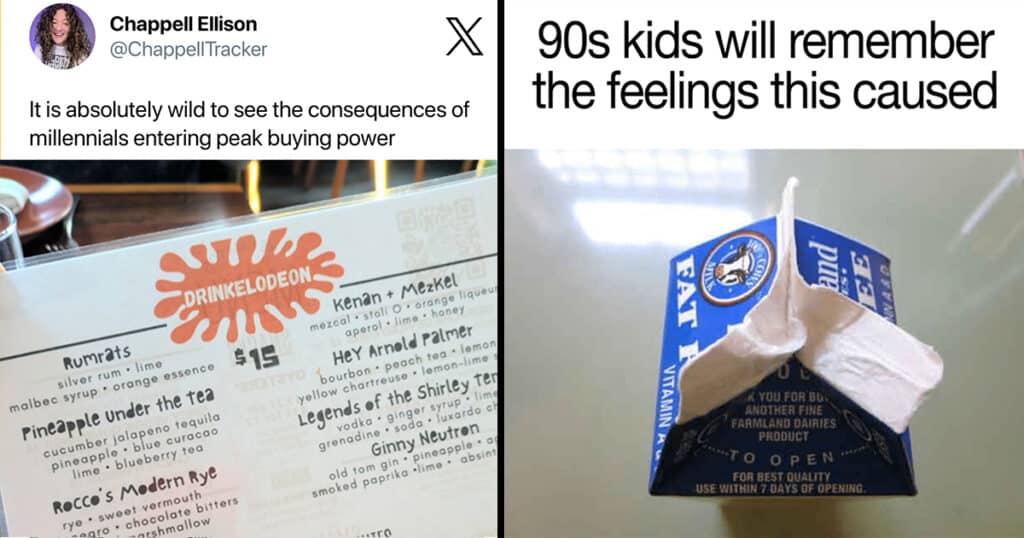 Chappell Ellison
@ChappellTracker
It is absolutely wild to see the consequences of
millennials entering peak buying power
DRINKELODEON
$15
Rumrats
silver rum • lime
malbec syrup • orange essence
Pineapple Under the Tea
cucumber jalapeno tequila
pineapple • blue curacao
lime • blueberry tea
Rocco's Modern Rye
rye • sweet vermouth
chocolate bitters
Kenan + Mezkel
mezcal • stoli O • orange liqueur
aperol • lime • honey
Hey Arnold Palmer
bourbon • peach tea • lemon
yellow chartreuse • lemon-lime
Legends of the Shirley
vodka • ginger syrup • lime
grenadine • soda • luxardo
Ginny Neutron
old tom gin • pineapple
smoked paprika • lime
90s kids will remember
the feelings this caused
FAT
VITAMIN A
YOU FOR
ANOTHER FINE
FARMLAND DAIRIES
PRODUCT
TO OPEN
FOR BEST QUALITY
USE WITHIN 7 DAYS OF OPENING.